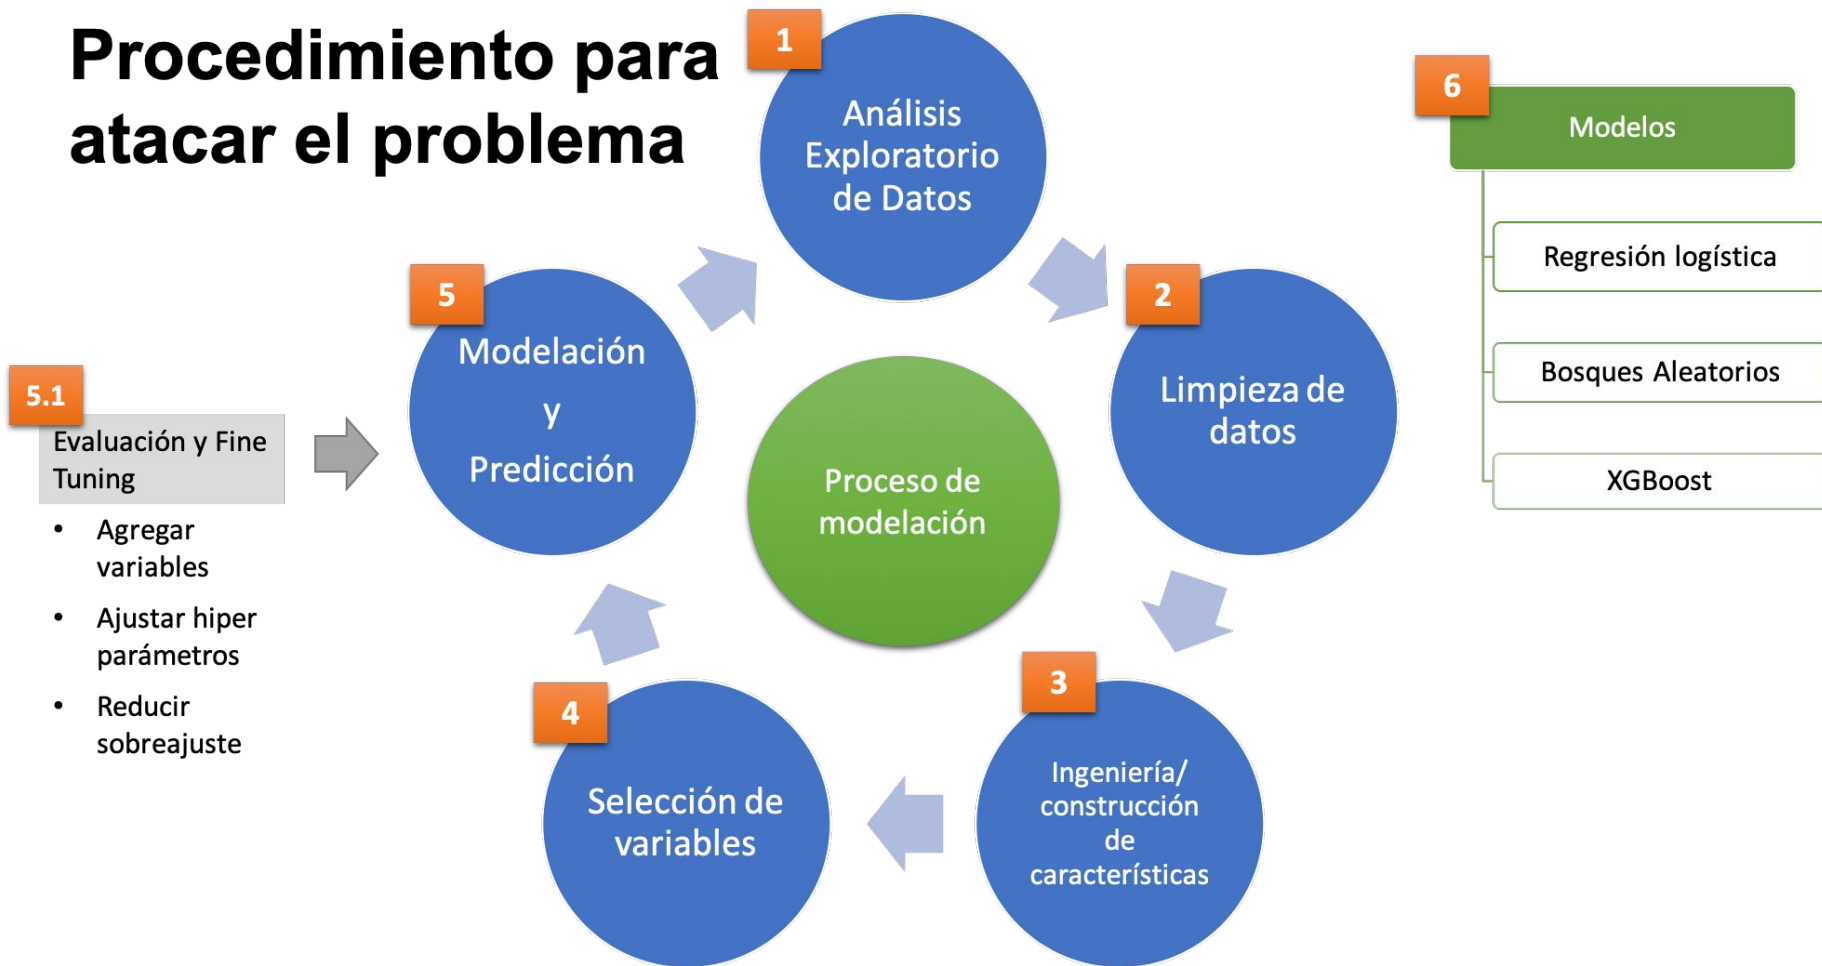 Procedimiento para
atacar el problema
1
Análisis
Exploratorio
de Datos
2
Limpieza de
datos
3
Ingeniería/
construcción
de
características
4
Selección de
variables
5
Modelación
y
Predicción
5.1
Evaluación y Fine
Tuning
• Agregar
variables
• Ajustar hiper
parámetros
• Reducir
sobreajuste
Proceso de
modelación
6
Modelos
Regresión logística
Bosques Aleatorios
XGBoost